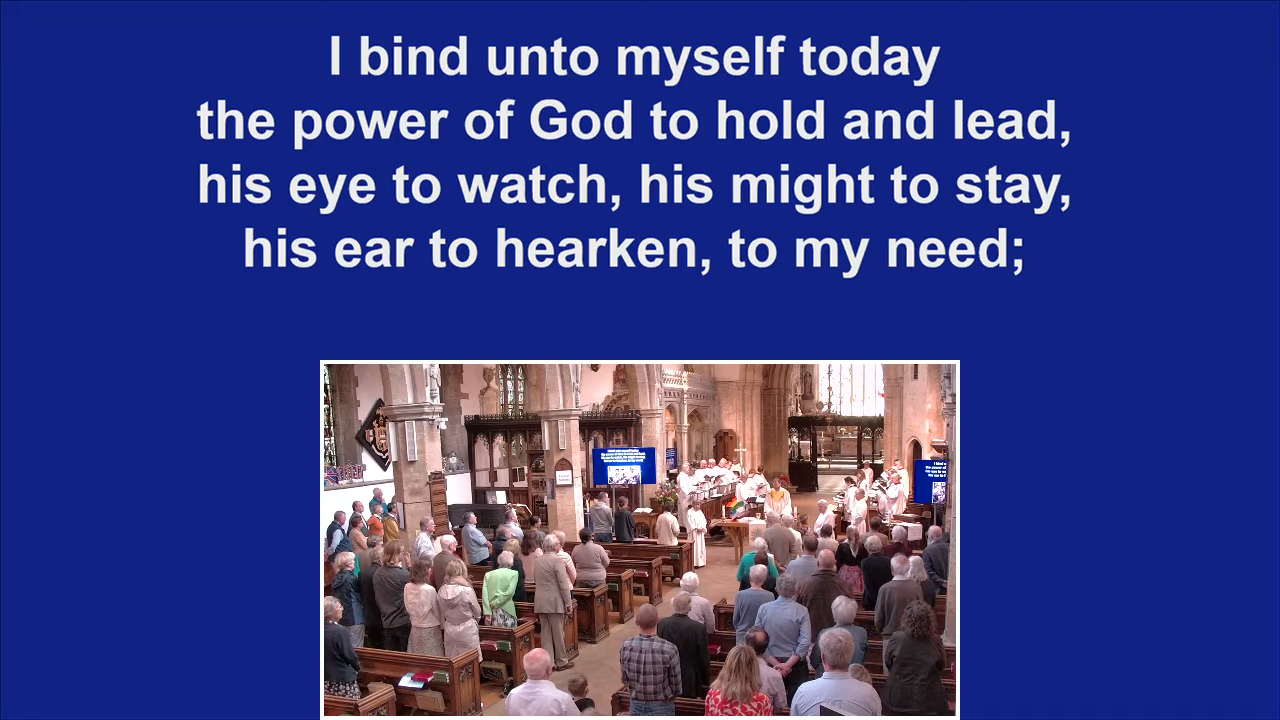 I bind unto myself today
the power of God to hold and lead,
his eye to watch, his might to stay,
his ear to hearken, to my need;